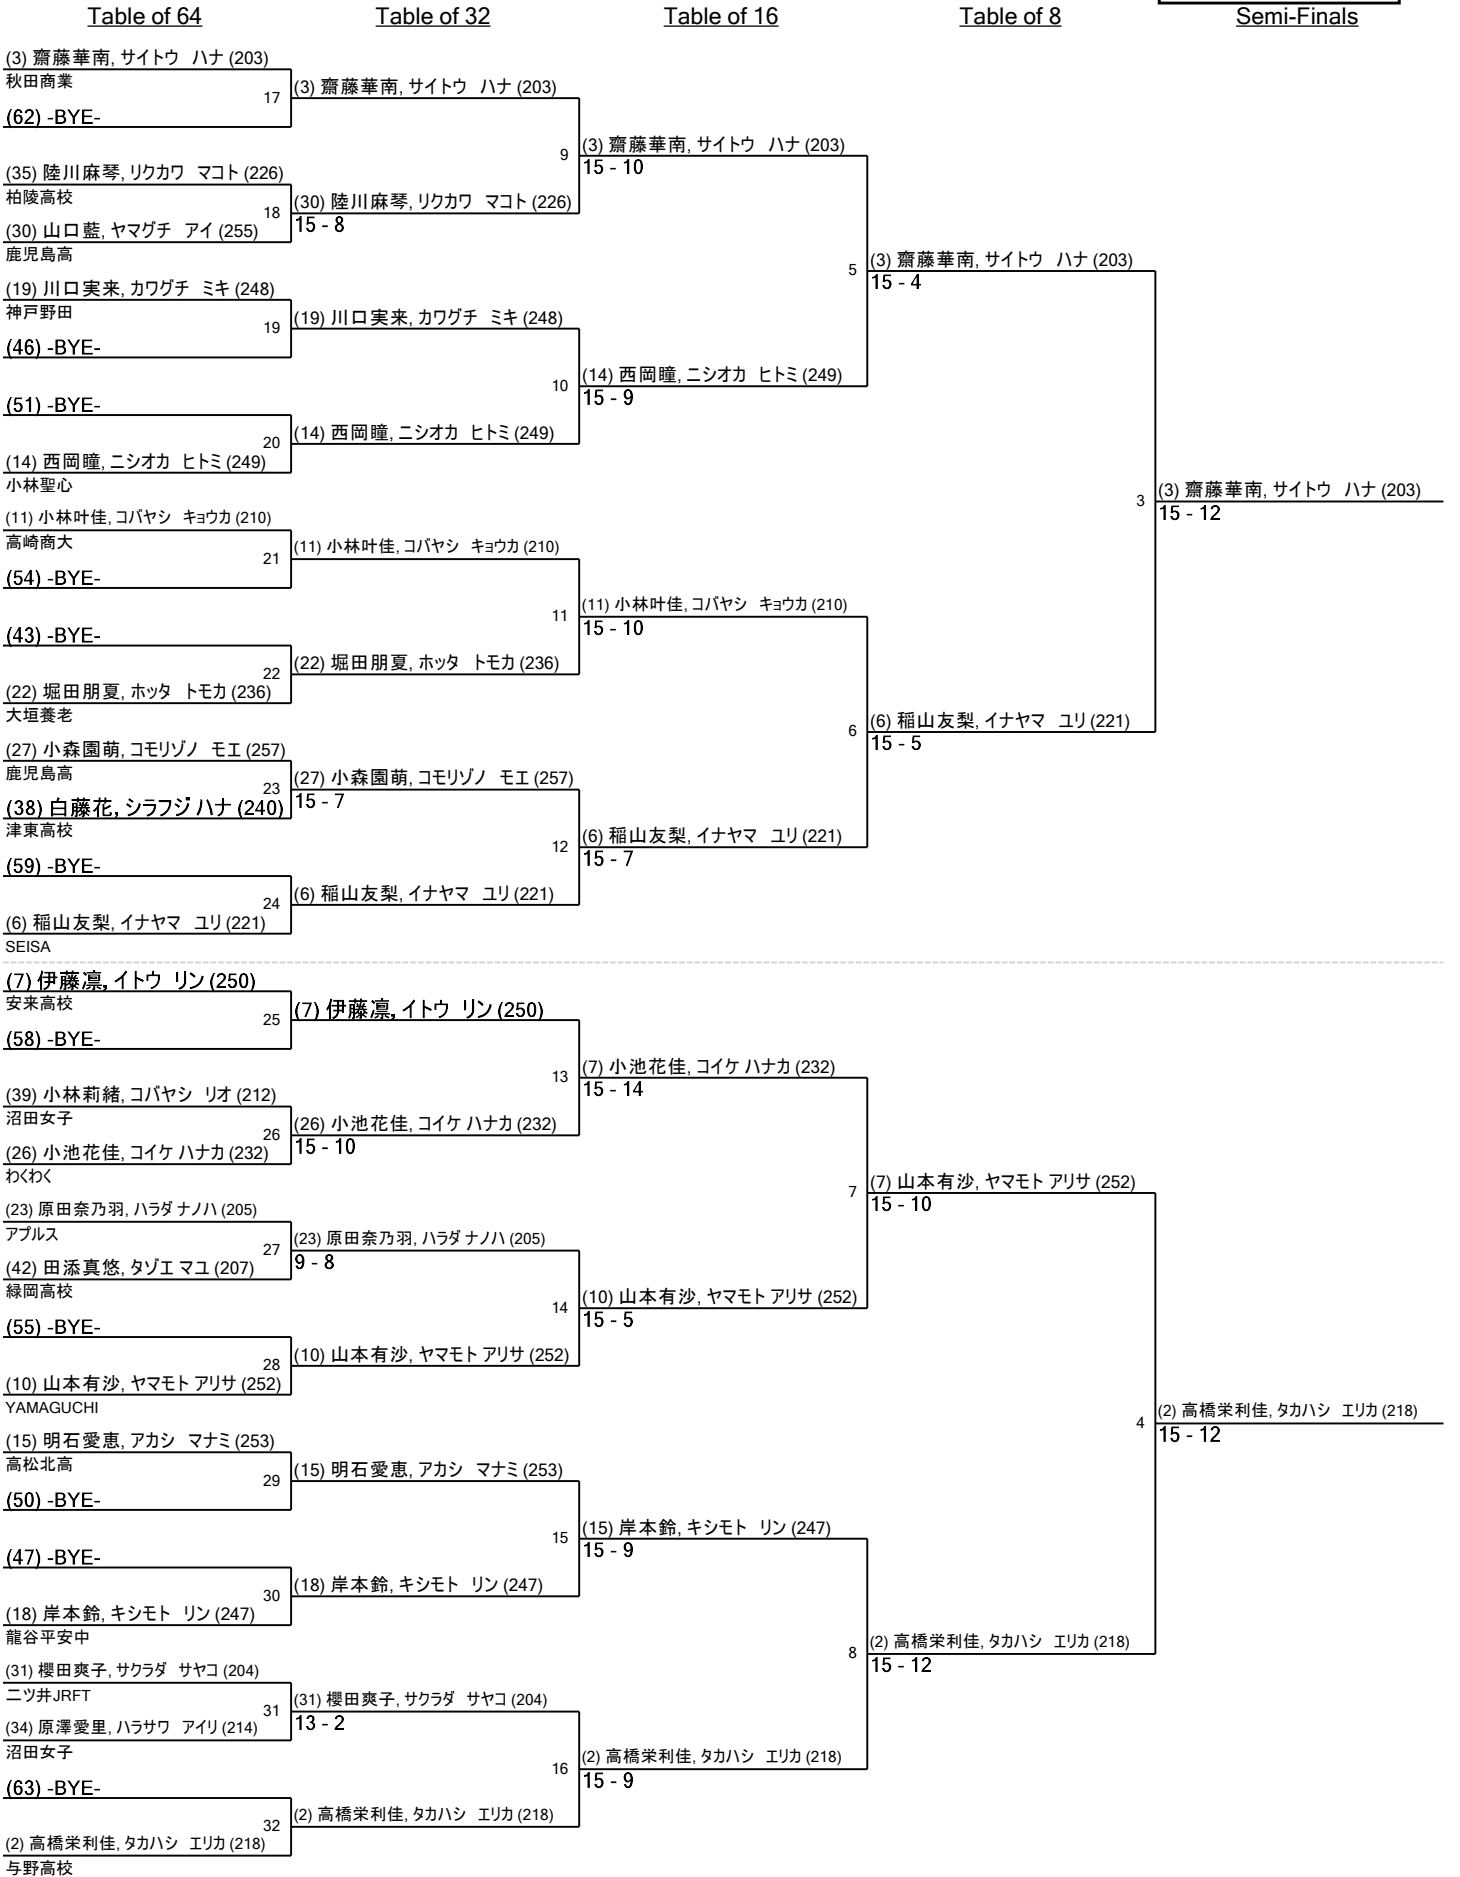 Table of 64
Table of 32
Table of 16
Table of 8
Semi-Finals
(3) 齋藤華南, サイトウ ハナ (203)
秋田商業
17
(3) 齋藤華南, サイトウ ハナ (203)
(62) -BYE-
9
(3) 齋藤華南, サイトウ ハナ (203)
15 - 10
(35) 陸川麻琴, リクカワ マコト (226)
柏陵高校
18
(30) 陸川麻琴, リクカワ マコト (226)
15 - 8
(30) 山口藍, ヤマグチ アイ (255)
鹿児島高
5
(3) 齋藤華南, サイトウ ハナ (203)
15 - 4
(19) 川口実来, カワグチ ミキ (248)
神戸野田
19
(19) 川口実来, カワグチ ミキ (248)
(46) -BYE-
10
(14) 西岡瞳, ニシオカ ヒトミ (249)
15 - 9
(51) -BYE-
20
(14) 西岡瞳, ニシオカ ヒトミ (249)
(14) 西岡瞳, ニシオカ ヒトミ (249)
小林聖心
3
(3) 齋藤華南, サイトウ ハナ (203)
15 - 12
(11) 小林叶佳, コバヤシ キョウカ (210)
高崎商大
21
(11) 小林叶佳, コバヤシ キョウカ (210)
(54) -BYE-
11
(11) 小林叶佳, コバヤシ キョウカ (210)
15 - 10
(43) -BYE-
22
(22) 堀田朋夏, ホッタ トモカ (236)
(22) 堀田朋夏, ホッタ トモカ (236)
大垣養老
6
(6) 稲山友梨, イナヤマ ユリ (221)
15 - 5
(27) 小森園萌, コモリゾノ モエ (257)
鹿児島高
23
(27) 小森園萌, コモリゾノ モエ (257)
15 - 7
(38) 白藤花, シラフジ ハナ (240)
津東高校
12
(6) 稲山友梨, イナヤマ ユリ (221)
15 - 7
(59) -BYE-
24
(6) 稲山友梨, イナヤマ ユリ (221)
(6) 稲山友梨, イナヤマ ユリ (221)
SEISA
(7) 伊藤凛, イトウ リン (250)
安来高校
25
(7) 伊藤凛, イトウ リン (250)
(58) -BYE-
13
(7) 小池花佳, コイケ ハナカ (232)
15 - 14
(39) 小林莉緒, コバヤシ リオ (212)
沼田女子
26
(26) 小池花佳, コイケ ハナカ (232)
15 - 10
(26) 小池花佳, コイケ ハナカ (232)
わくわく
7
(7) 山本有沙, ヤマモト アリサ (252)
15 - 10
(23) 原田奈乃羽, ハラダ ナノハ (205)
アプルス
27
(23) 原田奈乃羽, ハラダ ナノハ (205)
9 - 8
(42) 田添真悠, タゾエ マユ (207)
緑岡高校
14
(10) 山本有沙, ヤマモト アリサ (252)
15 - 5
(55) -BYE-
28
(10) 山本有沙, ヤマモト アリサ (252)
(10) 山本有沙, ヤマモト アリサ (252)
YAMAGUCHI
4
(2) 高橋栄利佳, タカハシ エリカ (218)
15 - 12
(15) 明石愛恵, アカシ マナミ (253)
高松北高
29
(15) 明石愛恵, アカシ マナミ (253)
(50) -BYE-
15
(15) 岸本鈴, キシモト リン (247)
15 - 9
(47) -BYE-
30
(18) 岸本鈴, キシモト リン (247)
(18) 岸本鈴, キシモト リン (247)
龍谷平安中
8
(2) 高橋栄利佳, タカハシ エリカ (218)
15 - 12
(31) 櫻田爽子, サクラダ サヤコ (204)
二ツ井JRFT
31
(31) 櫻田爽子, サクラダ サヤコ (204)
13 - 2
(34) 原澤愛里, ハラサワ アイリ (214)
沼田女子
16
(2) 高橋栄利佳, タカハシ エリカ (218)
15 - 9
(63) -BYE-
32
(2) 高橋栄利佳, タカハシ エリカ (218)
(2) 高橋栄利佳, タカハシ エリカ (218)
与野高校